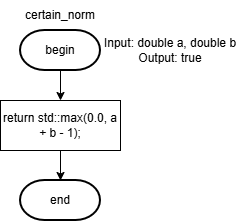 certain_norm
begin
Input: double a, double b
Output: true
return std::max(0.0, a
+ b - 1);
end